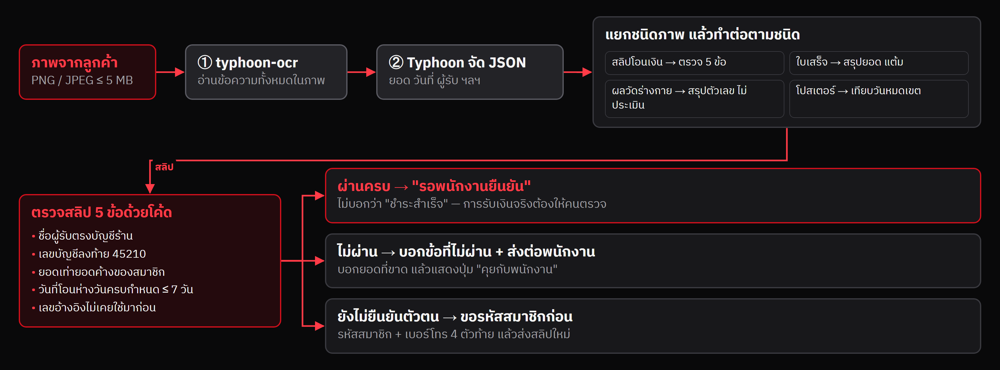 ภาพจากลูกค้า
PNG / JPEG ≤ 5 MB
① typhoon-ocr
อ่านข้อความทั้งหมดในภาพ
② Typhoon จัด JSON
ยอด วันที่ ผู้รับ ฯลฯ
แยกชนิดภาพ แล้วทำต่อตามชนิด
สลิปโอนเงิน → ตรวจ 5 ข้อ
ใบเสร็จ → สรุปยอด แต้ม
ผลวัดร่างกาย → สรุปตัวเลข ไม่
ประเมิน
โปสเตอร์ → เทียบวันหมดเขต
สลิป
ตรวจสลิป 5 ข้อด้วยโค้ด
• ชื่อผู้รับตรงบัญชีร้าน
• เลขบัญชีลงท้าย 45210
• ยอดเท่ายอดค้างของสมาชิก
• วันที่โอนห่างวันครบกำหนด ≤ 7 วัน
• เลขอ้างอิงไม่เคยใช้มาก่อน
ผ่านครบ → "รอพนักงานยืนยัน"
ไม่บอกว่า "ชำระสำเร็จ" — การรับเงินจริงต้องให้คนตรวจ
ไม่ผ่าน → บอกข้อที่ไม่ผ่าน + ส่งต่อพนักงาน
บอกยอดที่ขาด แล้วแสดงปุ่ม "คุยกับพนักงาน"
ยังไม่ยืนยันตัวตน → ขอรหัสสมาชิกก่อน
รหัสสมาชิก + เบอร์โทร 4 ตัวท้าย แล้วส่งสลิปใหม่